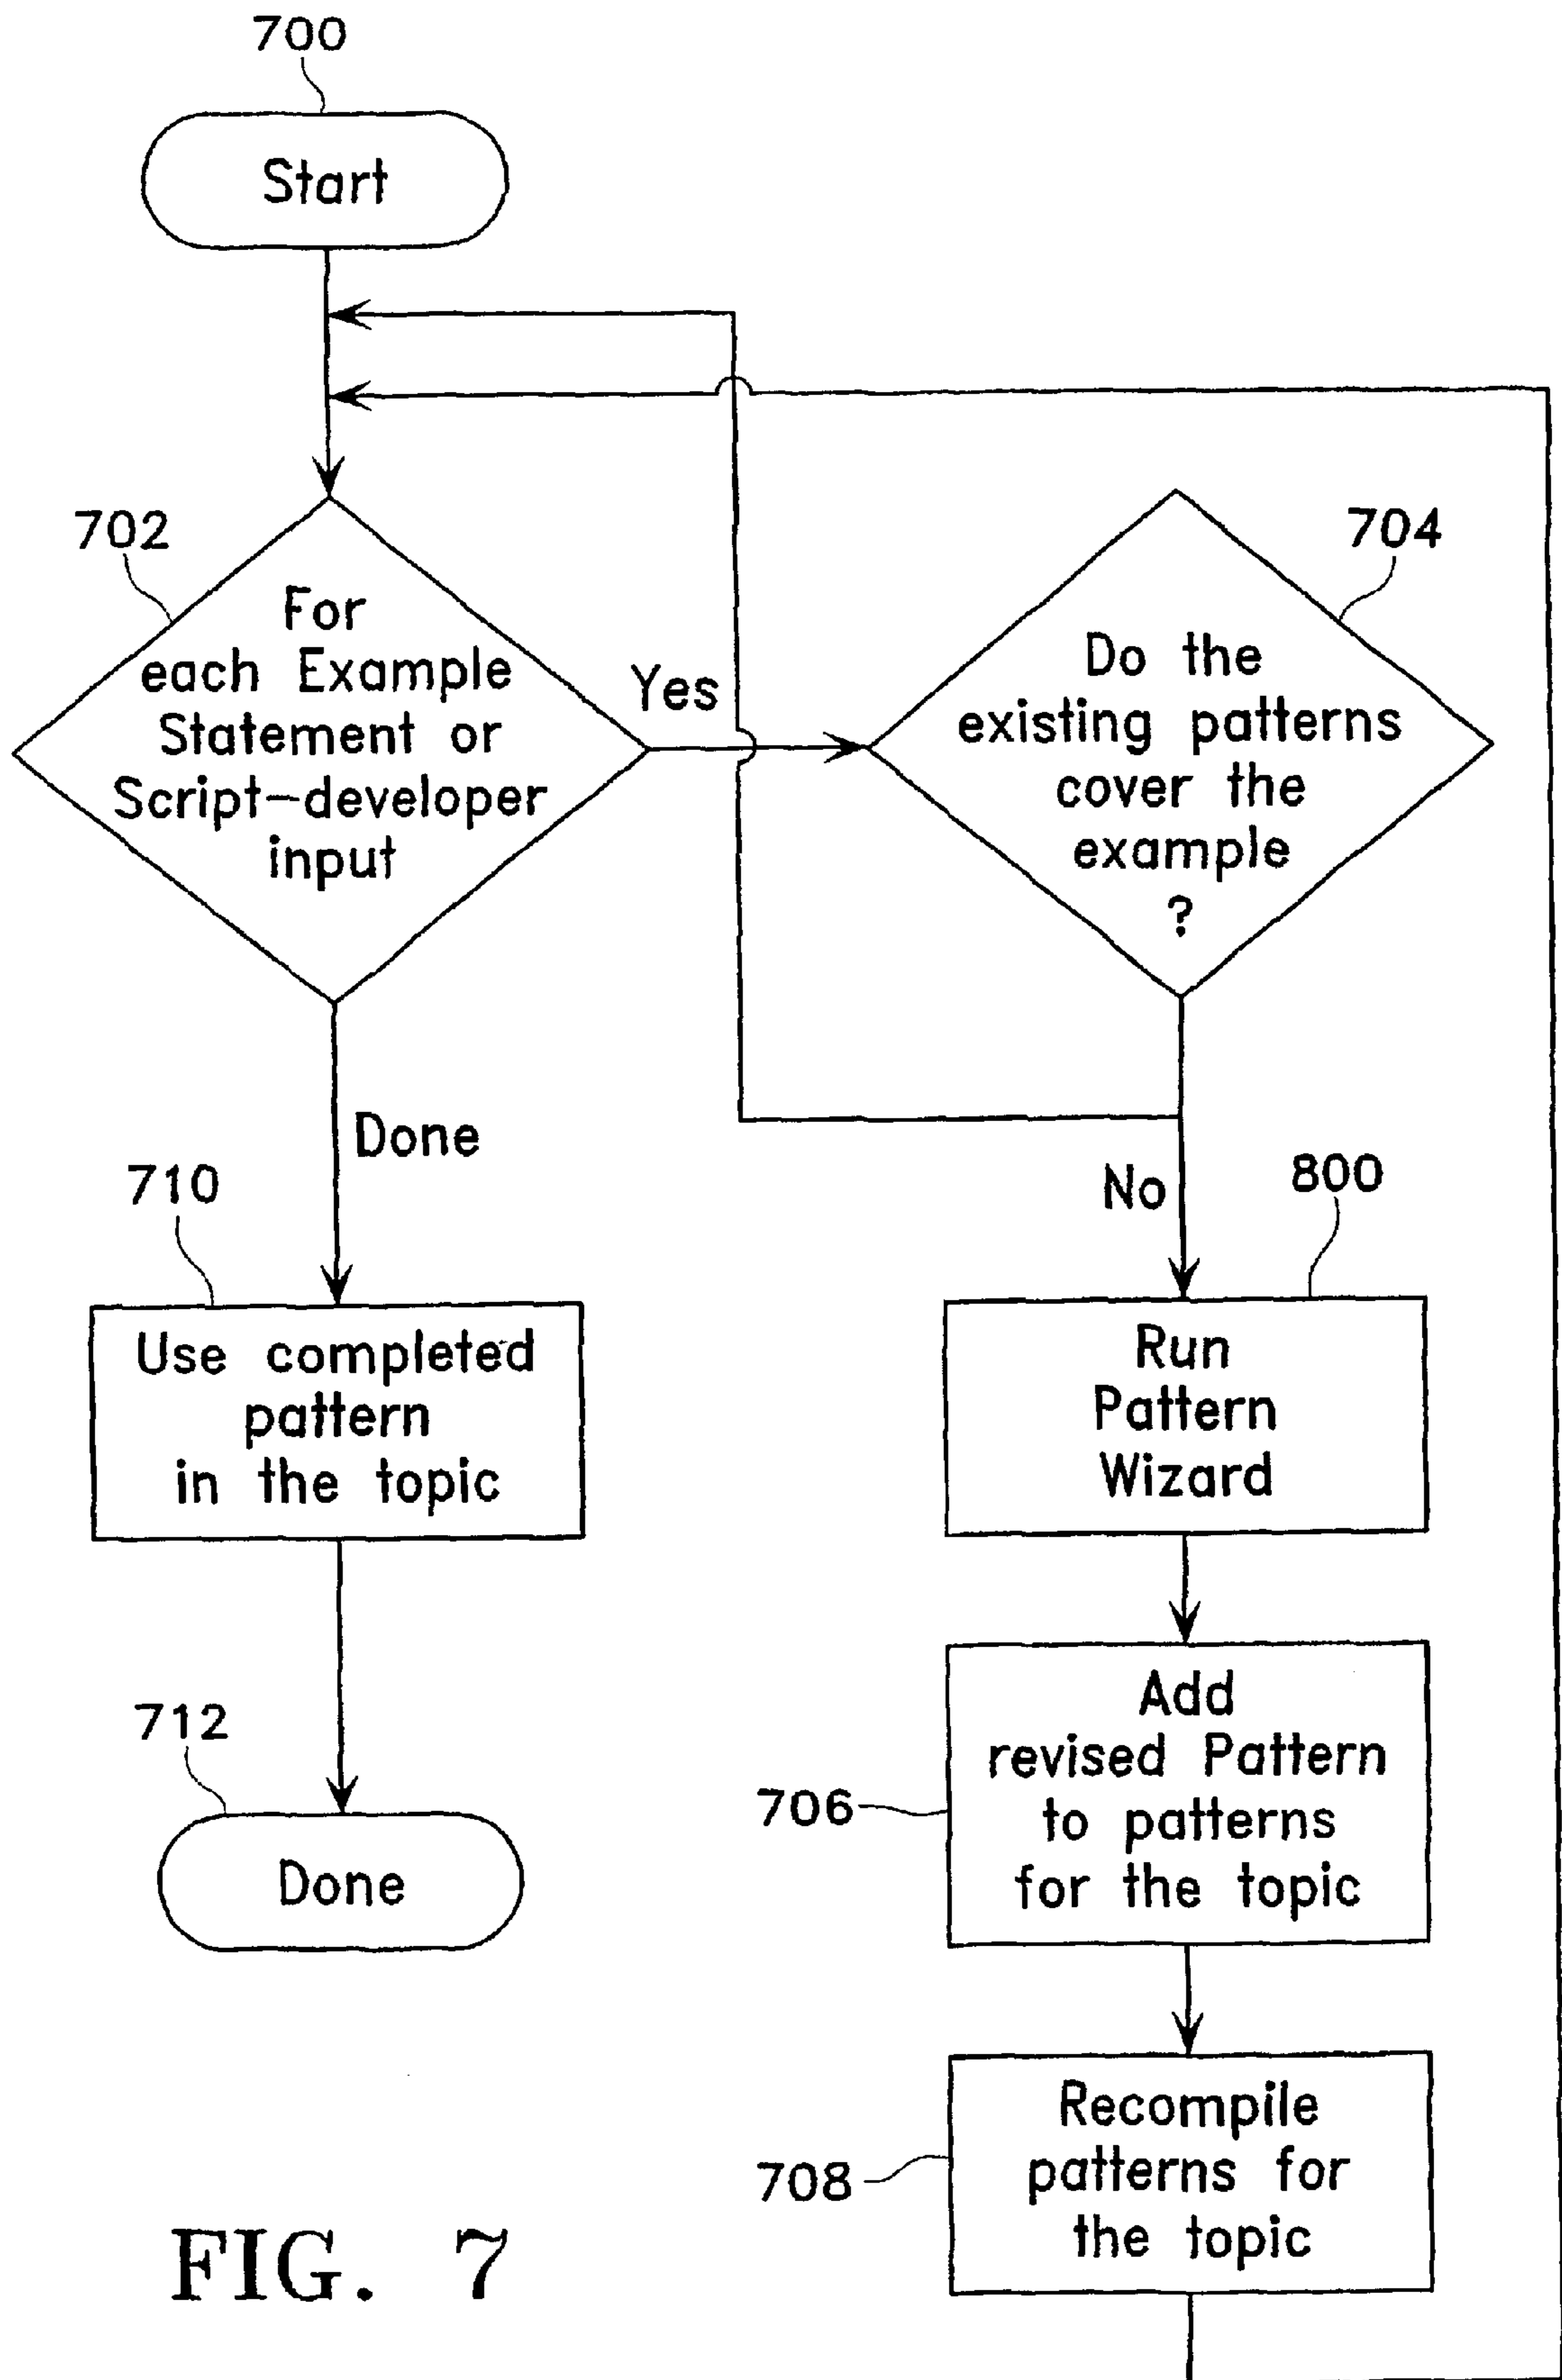 700
Start
702
For
each Example
Statement or
Script-developer
input
Yes
704
Do the
existing patterns
cover the
example
?
Done
No
710
Use completed
pattern
in the topic
800
Run
Pattern
Wizard
712
Done
706
Add
revised Pattern
to patterns
for the topic
708
Recompile
patterns for
the topic
FIG. 7